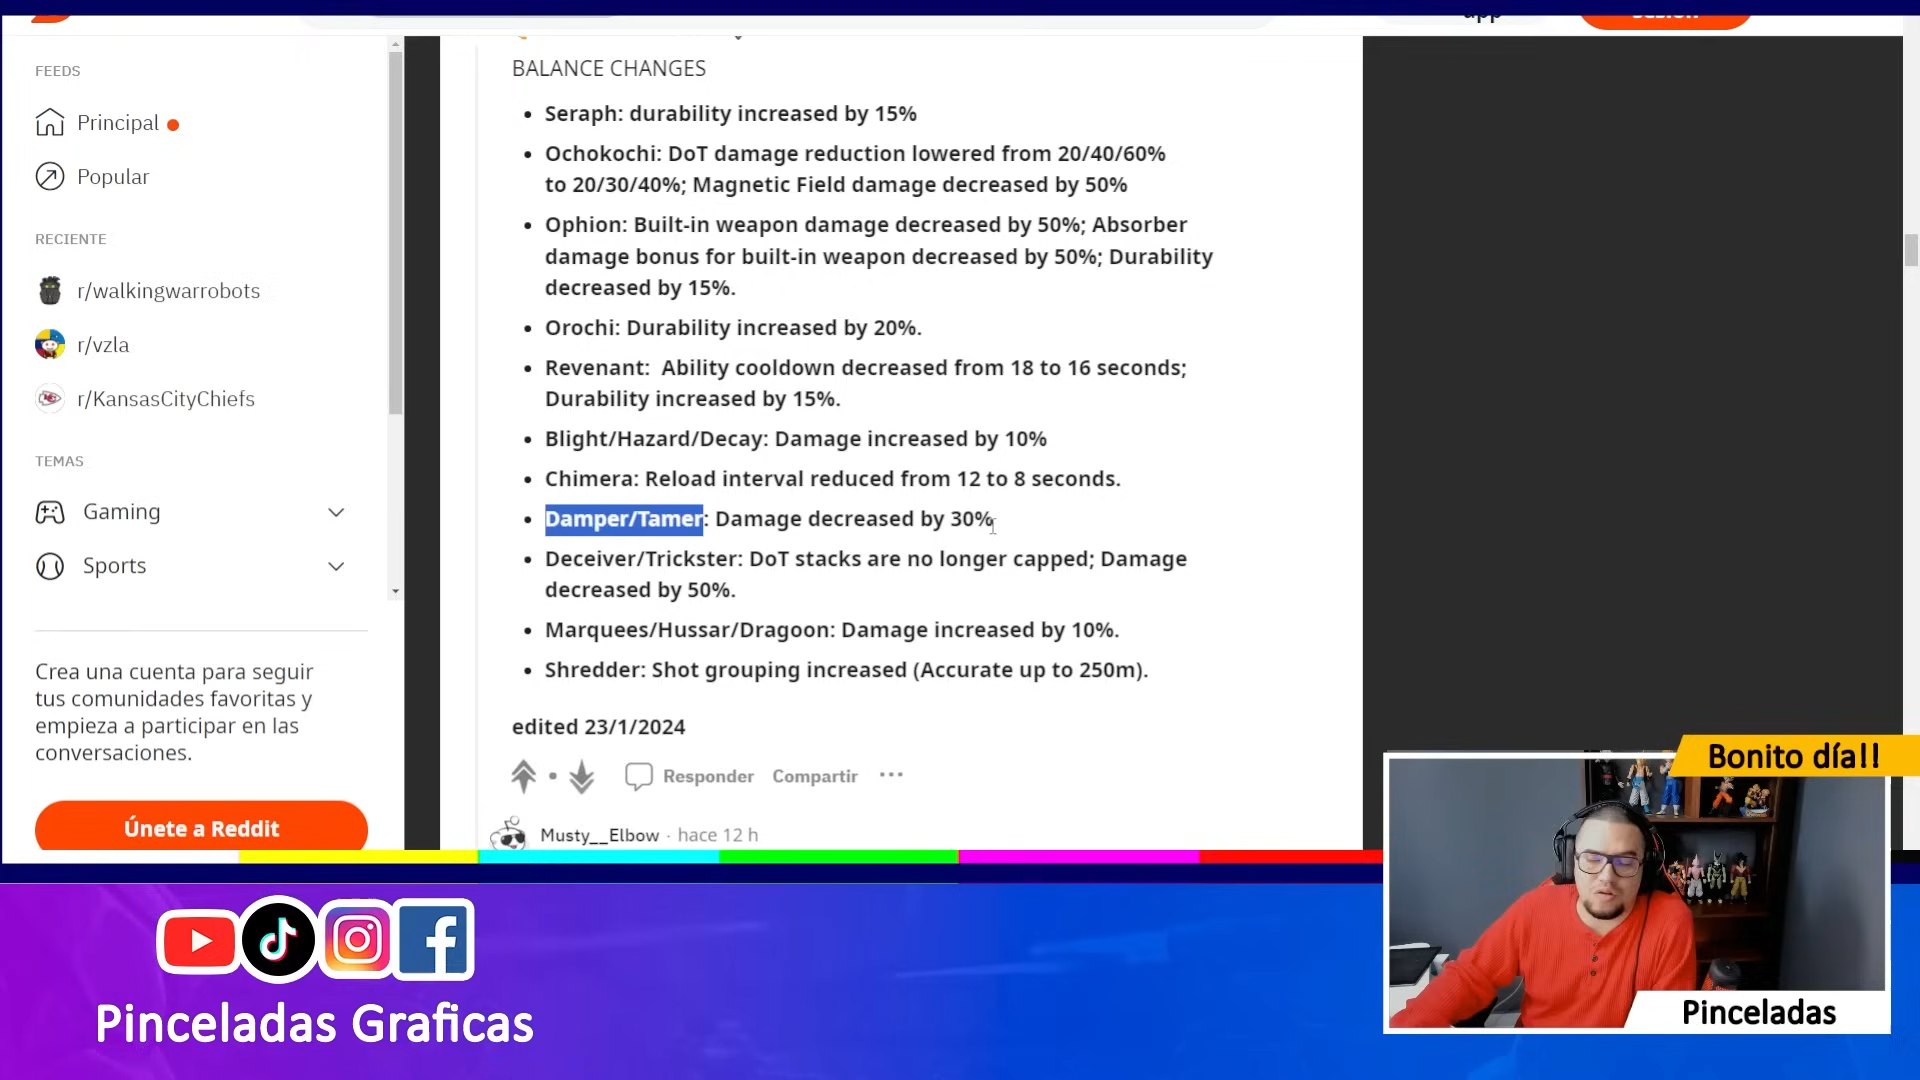 app
Sesión
FEEDS
Principal
Popular
RECIENTE
r/walkingwarrobots
r/vzla
r/KansasCityChiefs
TEMAS
Gaming
Sports
Crea una cuenta para seguir
tus comunidades favoritas y
empieza a participar en las
conversaciones.
Únete a Reddit
BALANCE CHANGES
• Seraph: durability increased by 15%
• Ochokochi: DoT damage reduction lowered from 20/40/60%
to 20/30/40%; Magnetic Field damage decreased by 50%
• Ophion: Built-in weapon damage decreased by 50%; Absorber
damage bonus for built-in weapon decreased by 50%; Durability
decreased by 15%.
• Orochi: Durability increased by 20%.
• Revenant:  Ability cooldown decreased from 18 to 16 seconds;
Durability increased by 15%.
• Blight/Hazard/Decay: Damage increased by 10%
• Chimera: Reload interval reduced from 12 to 8 seconds.
• Damper/Tamer: Damage decreased by 30%
• Deceiver/Trickster: DoT stacks are no longer capped; Damage
decreased by 50%.
• Marquees/Hussar/Dragoon: Damage increased by 10%.
• Shredder: Shot grouping increased (Accurate up to 250m).
edited 23/1/2024
Responder Compartir ...
Musty__Elbow · hace 12 h
Bonito día!!
Pinceladas
Pinceladas Graficas